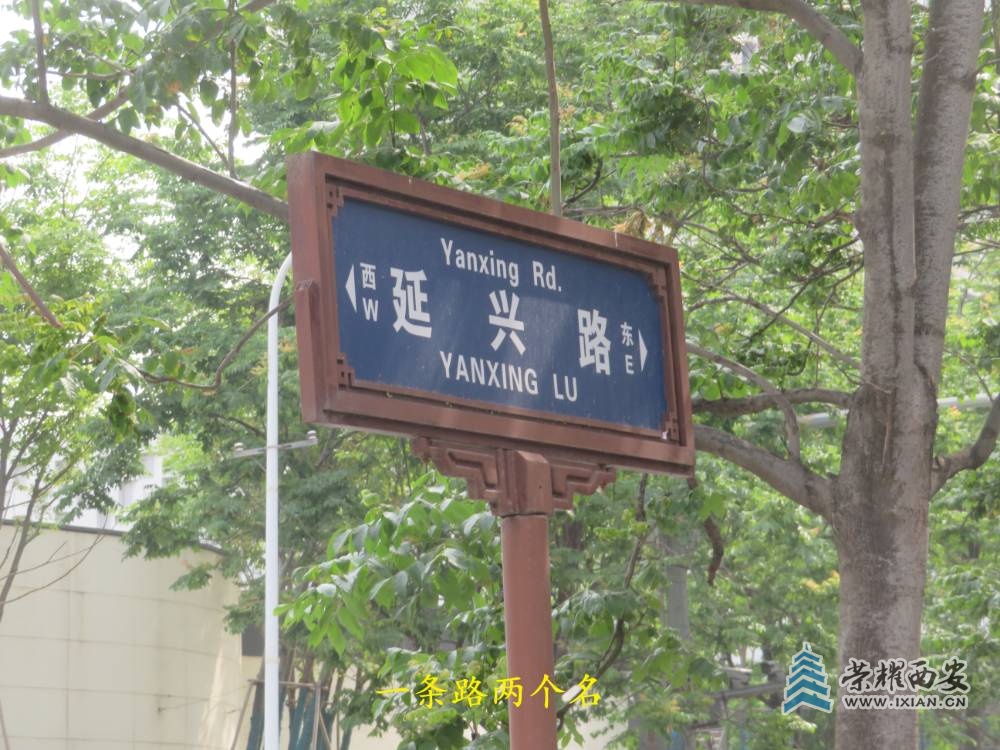 Yanxing Rd.
西 延兴路 东
W E
YANXING LU
一条路两个名
荣耀西安
WWW.IXIAN.CN